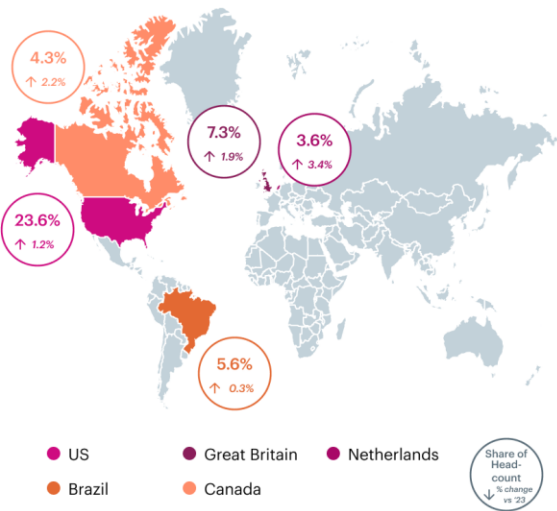 4.3%
↑ 2.2%
7.3%
↑ 1.9%
3.6%
↑ 3.4%
23.6%
↑ 1.2%
5.6%
↑ 0.3%
US
Great Britain
Netherlands
Brazil
Canada
Share of
Head-
count
↓ % change
vs '23